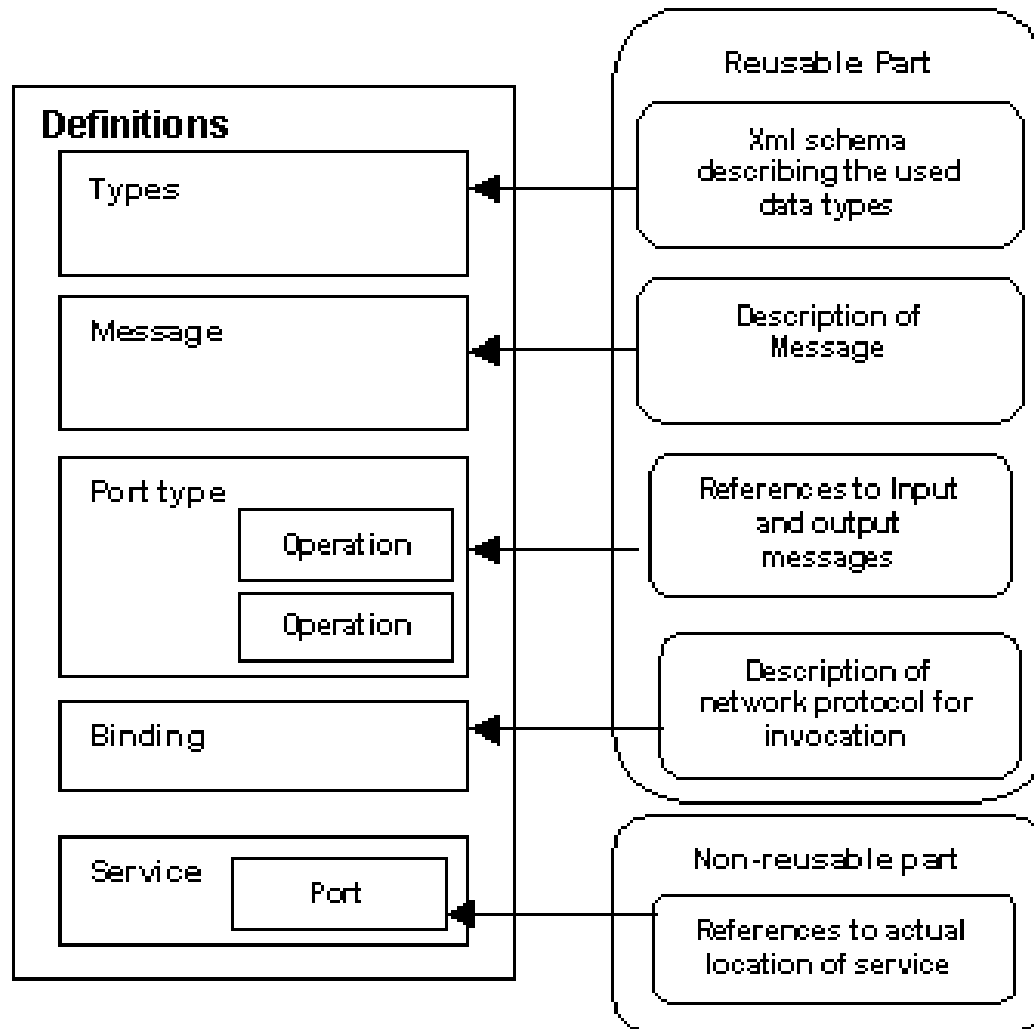 Definitions
Types
Message
Port type
Operation
Operation
Binding
Service
Port
Reusable Part
Xml schema
describing the used
data types
Description of
Message
References to Input
and output
messages
Description of
network protocol for
invocation
Non-reusable part
References to actual
location of service